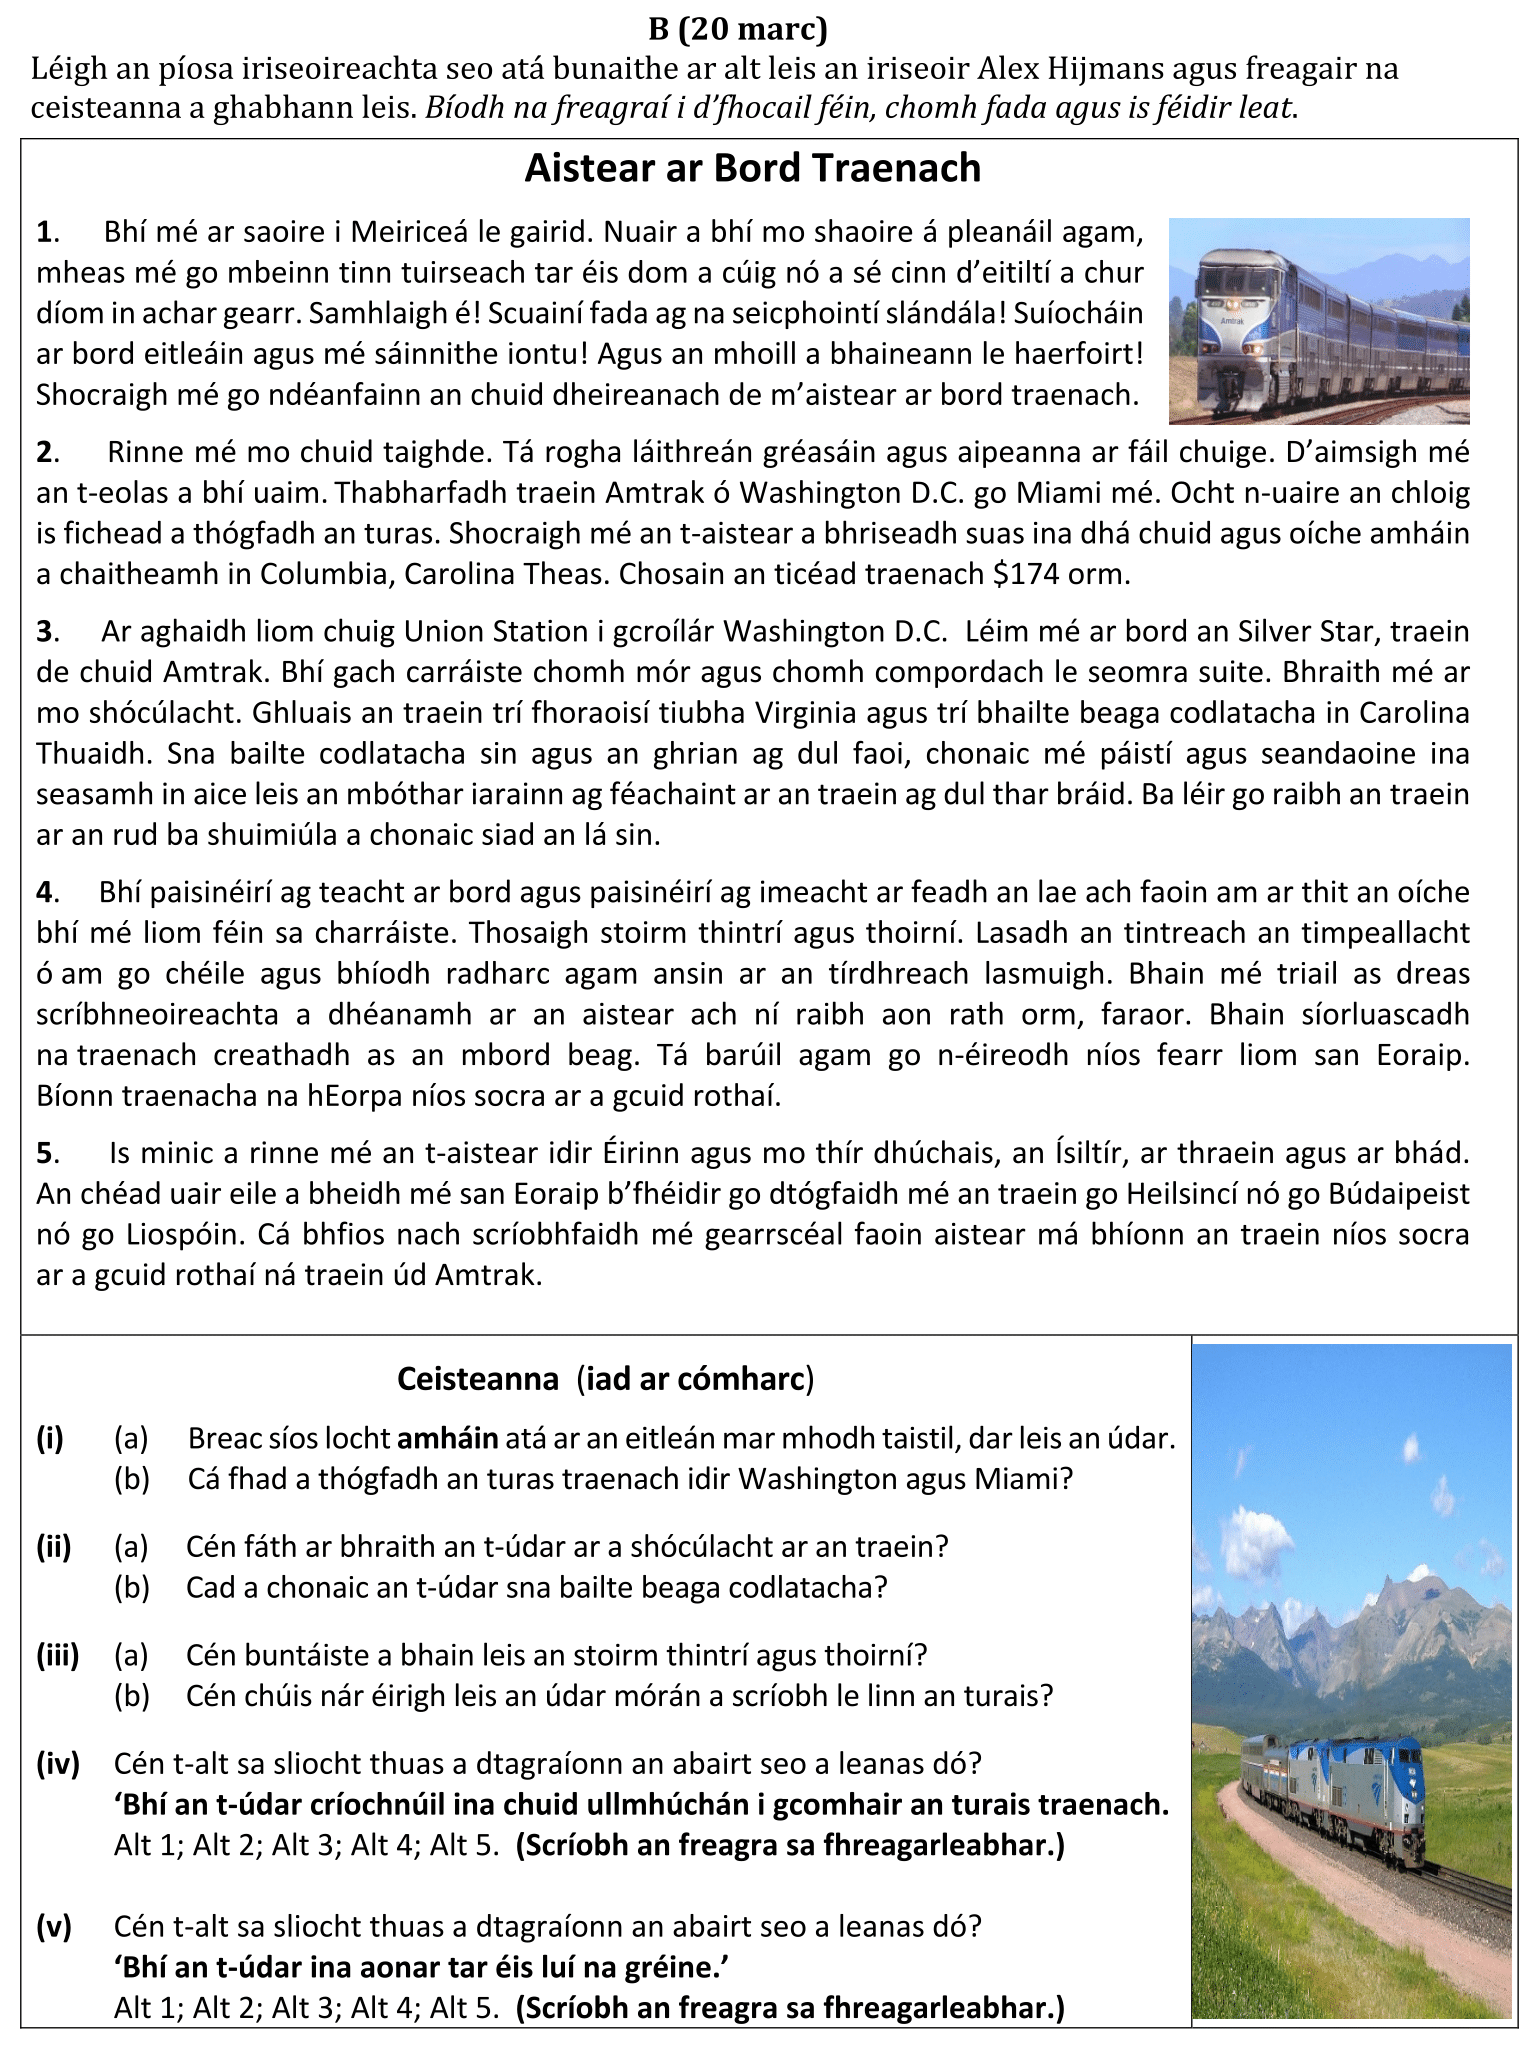 B (20 marc)
Léigh an píosa iriseoireachta seo atá bunaithe ar alt leis an iriseoir Alex Hijmans agus freagair na
ceisteanna a ghabhann leis. Bíodh na freagraí i d’fhocail féin, chomh fada agus is féidir leat.
Aistear ar Bord Traenach
1. Bhí mé ar saoire i Meiriceá le gairid. Nuair a bhí mo shaoire á pleanáil agam,
mheas mé go mbeinn tinn tuirseach tar éis dom a cúig nó a sé cinn d’eitiltí a chur
díom in achar gearr. Samhlaigh é! Scuainí fada ag na seicphointí slándála! Suíocháin
ar bord eitleáin agus mé sáinnithe iontu! Agus an mhoill a bhaineann le haerfoirt!
Shocraigh mé go ndéanfainn an chuid dheireanach de m’aistear ar bord traenach.
Amtrak
2. Rinne mé mo chuid taighde. Tá rogha láithreán gréasáin agus aipeanna ar fáil chuige. D’aimsigh mé
an t-eolas a bhí uaim. Thabharfadh traein Amtrak ó Washington D.C. go Miami mé. Ocht n-uaire an chloig
is fichead a thógfadh an turas. Shocraigh mé an t-aistear a bhriseadh suas ina dhá chuid agus oíche amháin
a chaitheamh in Columbia, Carolina Theas. Chosain an ticéad traenach $174 orm.
3. Ar aghaidh liom chuig Union Station i gcroílár Washington D.C. Léim mé ar bord an Silver Star, traein
de chuid Amtrak. Bhí gach carráiste chomh mór agus chomh compordach le seomra suite. Bhraith mé ar
mo shócúlacht. Ghluais an traein trí fhoraoisí tiubha Virginia agus trí bhailte beaga codlatacha in Carolina
Thuaidh. Sna bailte codlatacha sin agus an ghrian ag dul faoi, chonaic mé páistí agus seandaoine ina
seasamh in aice leis an mbóthar iarainn ag féachaint ar an traein ag dul thar bráid. Ba léir go raibh an traein
ar an rud ba shuimiúla a chonaic siad an lá sin.
4. Bhí paisinéirí ag teacht ar bord agus paisinéirí ag imeacht ar feadh an lae ach faoin am ar thit an oíche
bhí mé liom féin sa charráiste. Thosaigh stoirm thintrí agus thoirní. Lasadh an tintreach an timpeallacht
ó am go chéile agus bhíodh radharc agam ansin ar an tírdhreach lasmuigh. Bhain mé triail as dreas
scríbhneoireachta a dhéanamh ar an aistear ach ní raibh aon rath orm, faraor. Bhain síorluascadh
na traenach creathadh as an mbord beag. Tá barúil agam go n-éireodh níos fearr liom san Eoraip.
Bíonn traenacha na hEorpa níos socra ar a gcuid rothaí.
5. Is minic a rinne mé an t-aistear idir Éirinn agus mo thír dhúchais, an Ísiltír, ar thraein agus ar bhád.
An chéad uair eile a bheidh mé san Eoraip b’fhéidir go dtógfaidh mé an traein go Heilsincí nó go Búdaipeist
nó go Liospóin. Cá bhfios nach scríobhfaidh mé gearrscéal faoin aistear má bhíonn an traein níos socra
ar a gcuid rothaí ná traein úd Amtrak.
Ceisteanna (iad ar cómharc)
(i) (a) Breac síos locht amháin atá ar an eitleán mar mhodh taistil, dar leis an údar.
(b) Cá fhad a thógfadh an turas traenach idir Washington agus Miami?
(ii) (a) Cén fáth ar bhraith an t-údar ar a shócúlacht ar an traein?
(b) Cad a chonaic an t-údar sna bailte beaga codlatacha?
(iii) (a) Cén buntáiste a bhain leis an stoirm thintrí agus thoirní?
(b) Cén chúis nár éirigh leis an údar mórán a scríobh le linn an turais?
(iv) Cén t-alt sa sliocht thuas a dtagraíonn an abairt seo a leanas dó?
‘Bhí an t-údar críochnúil ina chuid ullmhúchán i gcomhair an turais traenach.
Alt 1; Alt 2; Alt 3; Alt 4; Alt 5. (Scríobh an freagra sa fhreagarleabhar.)
(v) Cén t-alt sa sliocht thuas a dtagraíonn an abairt seo a leanas dó?
‘Bhí an t-údar ina aonar tar éis luí na gréine.’
Alt 1; Alt 2; Alt 3; Alt 4; Alt 5. (Scríobh an freagra sa fhreagarleabhar.)